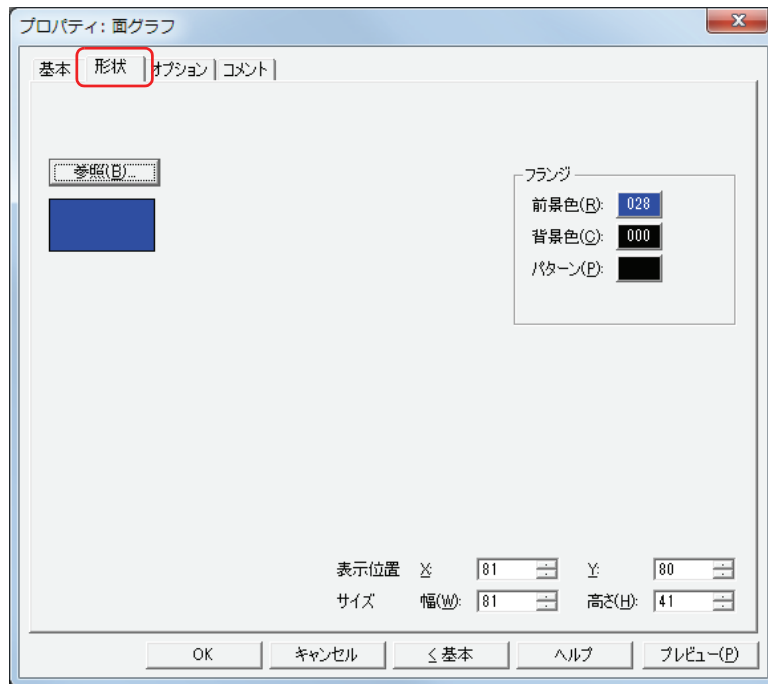 プロパティ: 面グラフ
基本 形状 オプション コメント
参照(B)...
フランジ
前景色(R): 028
背景色(C): 000
パターン(P):
表示位置 X: 81 Y: 80
サイズ 幅(W): 81 高さ(H): 41
OK キャンセル < 基本 ヘルプ プレビュー(P)